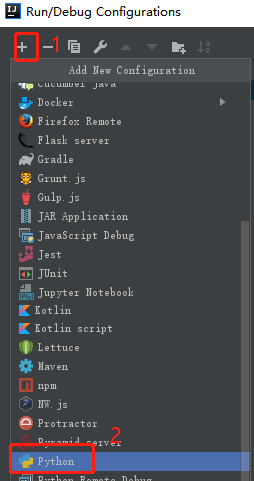 Run/Debug Configurations
1
Add New Configuration
Cucumber java
Docker
Firefox Remote
Flask server
Gradle
Grunt.js
Gulp.js
JAR Application
JavaScript Debug
Jest
JUnit
Jupyter Notebook
Kotlin
Kotlin script
Lettuce
Maven
npm
NW.js
Protractor
Pyramid server
2
Python
Python Remote Debug